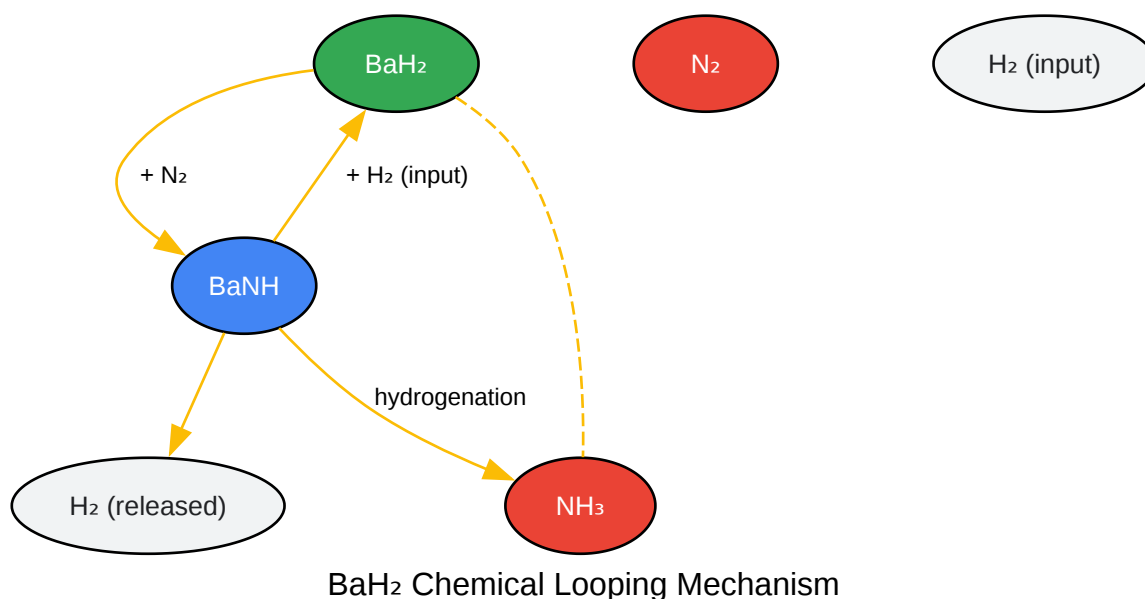 BaH₂
N₂
H₂ (input)
+ N₂
+ H₂ (input)
BaNH
hydrogenation
H₂ (released)
NH₃
BaH₂ Chemical Looping Mechanism